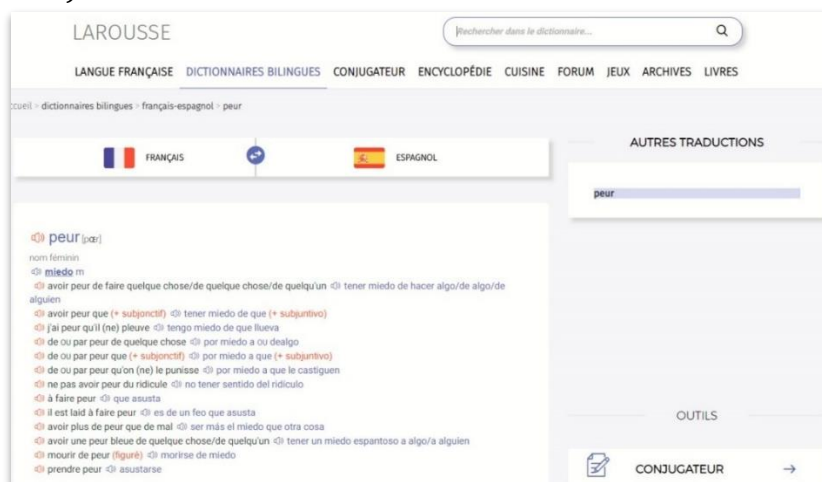 LAROUSSE
Rechercher dans le dictionnaire...
LANGUE FRANÇAISE DICTIONNAIRES BILINGUES CONJUGATEUR ENCYCLOPÉDIE CUISINE FORUM JEUX ARCHIVES LIVRES
ccueil > dictionnaires bilingues > français-espagnol > peur
FRANÇAIS ESPAGNOL
peur [pœr]
nom féminin
miedo m
avoir peur de faire quelque chose/de quelque chose/de quelqu'un tener miedo de hacer algo/de algo/de
alguien
avoir peur que (+ subjonctif) tener miedo de que (+ subjuntivo)
j'ai peur qu'il (ne) pleuve tengo miedo de que llueva
de ou par peur de quelque chose por miedo a ou dealgo
de ou par peur que (+ subjonctif) por miedo a que (+ subjuntivo)
de ou par peur qu'on (ne) le punisse por miedo a que le castiguen
ne pas avoir peur du ridicule no tener sentido del ridículo
à faire peur que asusta
il est laid à faire peur es de un feo que asusta
avoir plus de peur que de mal ser más el miedo que otra cosa
avoir une peur bleue de quelque chose/de quelqu'un tener un miedo espantoso a algo/a alguien
mourir de peur (figuré) morirse de miedo
prendre peur asustarse
AUTRES TRADUCTIONS
peur
OUTILS
CONJUGATEUR →